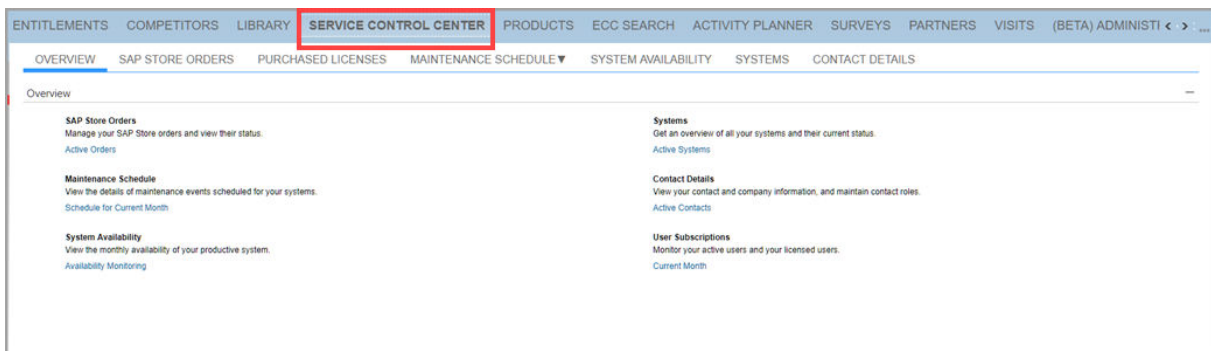 ENTITLEMENTS COMPETITORS LIBRARY SERVICE CONTROL CENTER PRODUCTS ECC SEARCH ACTIVITY PLANNER SURVEYS PARTNERS VISITS (BETA) ADMINISTI < > ...
OVERVIEW SAP STORE ORDERS PURCHASED LICENSES MAINTENANCE SCHEDULE▼ SYSTEM AVAILABILITY SYSTEMS CONTACT DETAILS
Overview
SAP Store Orders
Manage your SAP Store orders and view their status.
Active Orders
Maintenance Schedule
View the details of maintenance events scheduled for your systems.
Schedule for Current Month
System Availability
View the monthly availability of your productive system.
Availability Monitoring
Systems
Get an overview of all your systems and their current status.
Active Systems
Contact Details
View your contact and company information, and maintain contact roles.
Active Contacts
User Subscriptions
Monitor your active users and your licensed users.
Current Month